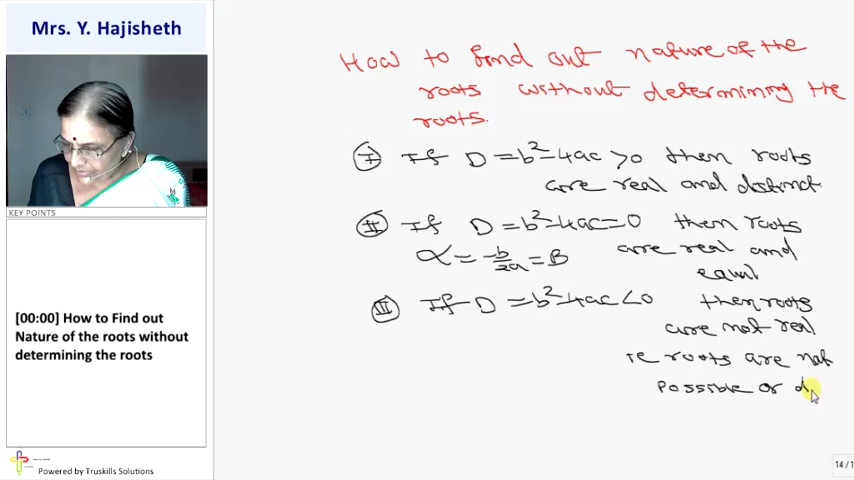 Mrs. Y. Hajisheth
How to find out nature of the
roots without determining the
roots.
I If D = b²-4ac >0 then roots
are real and distinct
II If D = b²-4ac=0 then roots
α = -b/2a = B are real and
equal
III If D = b²-4ac <0 then roots
are not real
ie roots are not
possible or d
KEY POINTS
[00:00] How to Find out
Nature of the roots without
determining the roots
Powered by Truskills Solutions
14/1